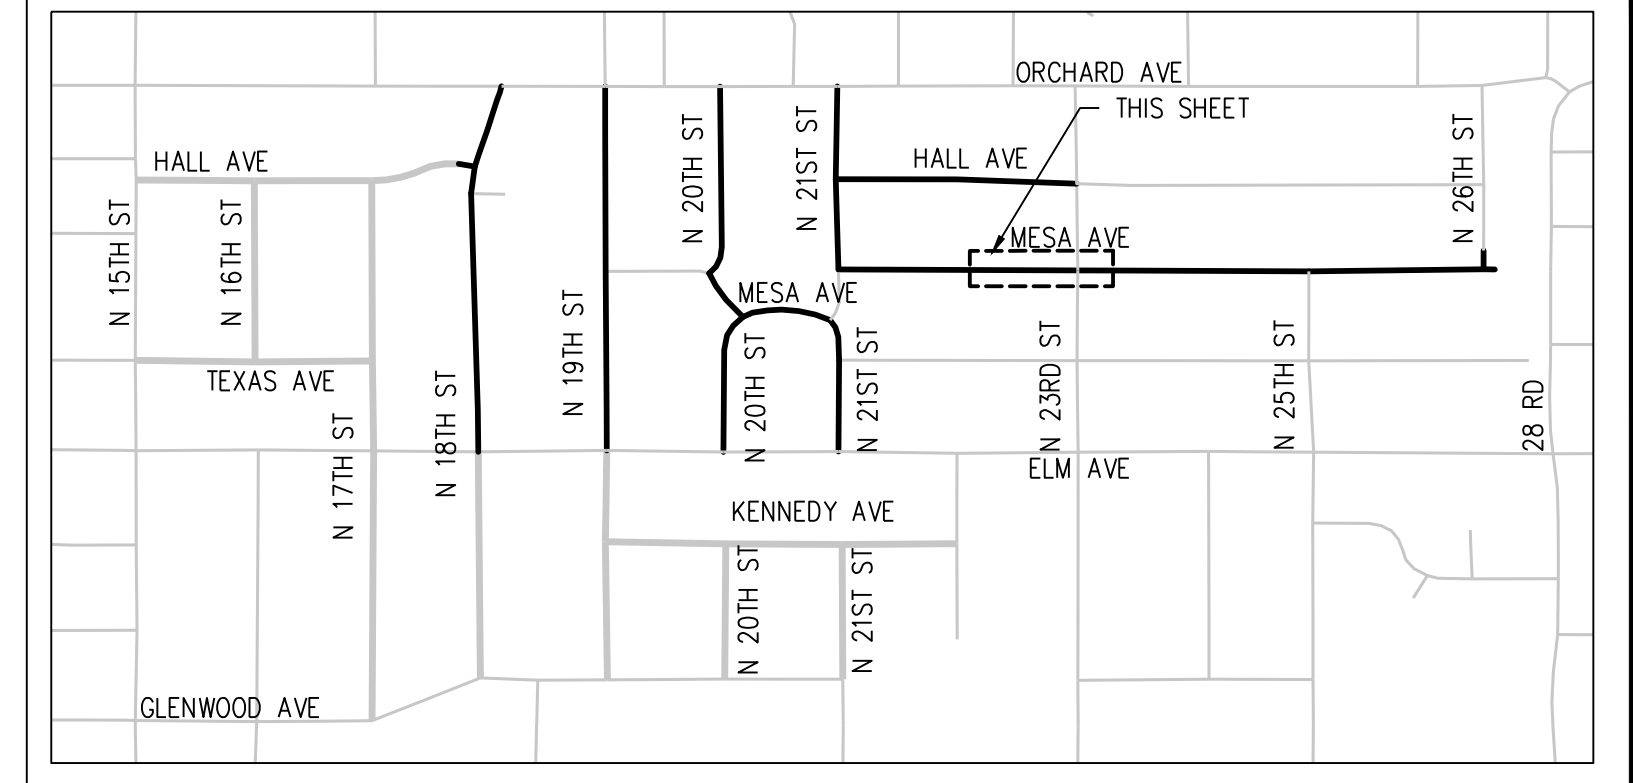 ORCHARD AVE
THIS SHEET
N 20TH ST
N 21ST ST
N 26TH ST
HALL AVE
HALL AVE
N 15TH ST
N 16TH ST
MESA AVE
MESA AVE
N 19TH ST
N 20TH ST
N 21ST ST
N 23RD ST
N 25TH ST
28 RD
TEXAS AVE
N 18TH ST
N 17TH ST
ELM AVE
KENNEDY AVE
N 20TH ST
N 21ST ST
GLENWOOD AVE